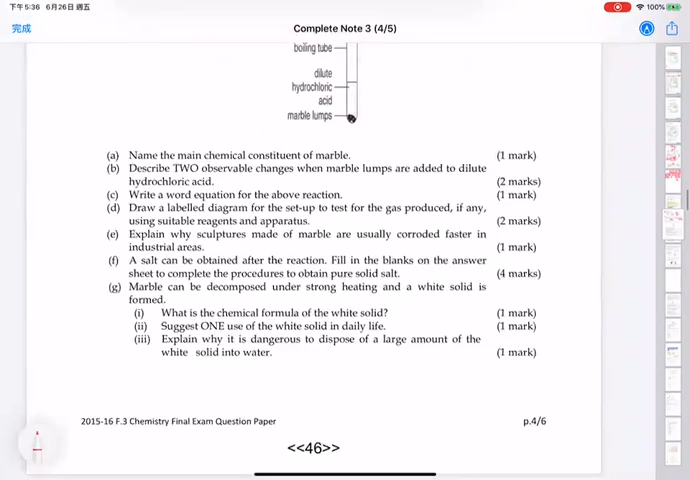 下午5:36 6月26日 週五
100%
完成
Complete Note 3 (4/5)
boiling tube
dilute
hydrochloric
acid
marble lumps
(a) Name the main chemical constituent of marble. (1 mark)
(b) Describe TWO observable changes when marble lumps are added to dilute
hydrochloric acid. (2 marks)
(c) Write a word equation for the above reaction. (1 mark)
(d) Draw a labelled diagram for the set-up to test for the gas produced, if any,
using suitable reagents and apparatus. (2 marks)
(e) Explain why sculptures made of marble are usually corroded faster in
industrial areas. (1 mark)
(f) A salt can be obtained after the reaction. Fill in the blanks on the answer
sheet to complete the procedures to obtain pure solid salt. (4 marks)
(g) Marble can be decomposed under strong heating and a white solid is
formed.
(i) What is the chemical formula of the white solid? (1 mark)
(ii) Suggest ONE use of the white solid in daily life. (1 mark)
(iii) Explain why it is dangerous to dispose of a large amount of the
white solid into water. (1 mark)
2015-16 F.3 Chemistry Final Exam Question Paper p.4/6
<<46>>